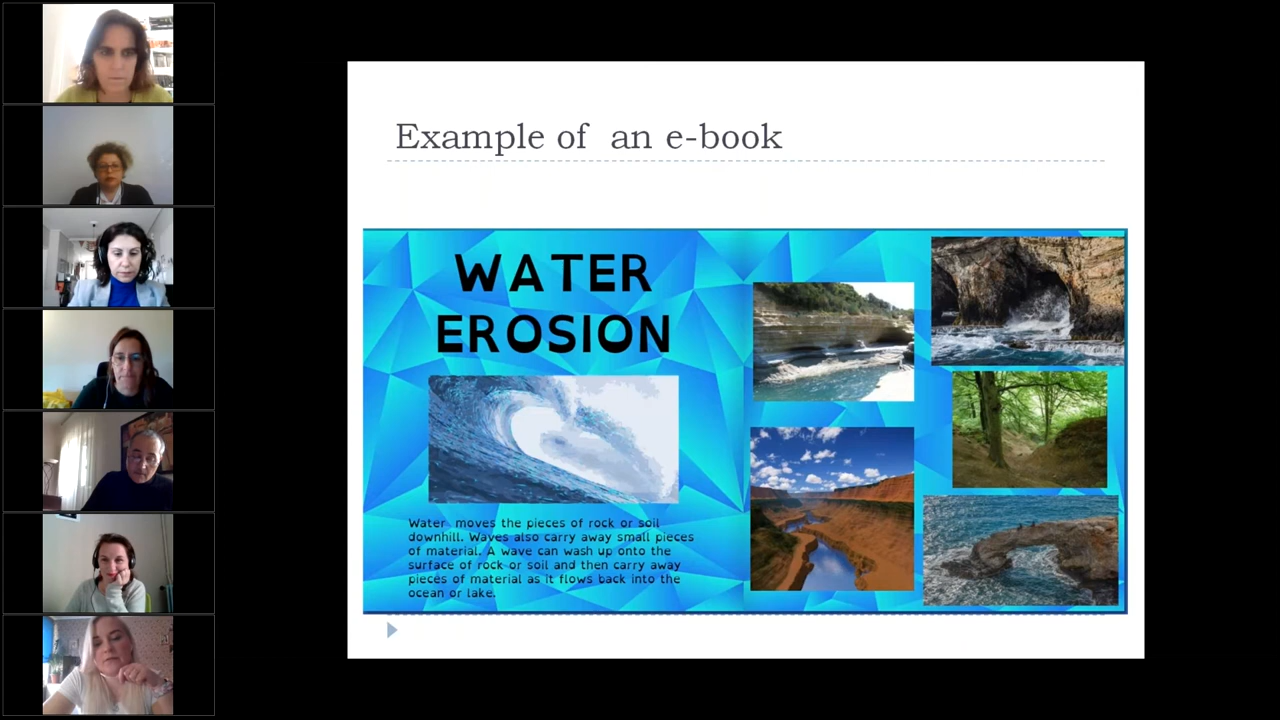 Example of  an e-book
WATER
EROSION
Water  moves the pieces of rock or soil
downhill. Waves also carry away small pieces
of material. A wave can wash up onto the
surface of rock or soil and then carry away
pieces of material as it flows back into the
ocean or lake.